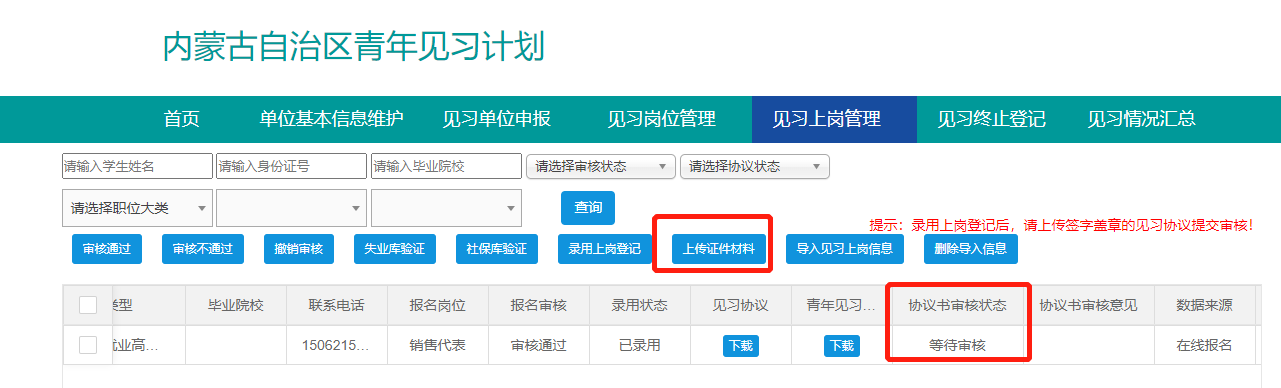 内蒙古自治区青年见习计划
首页 单位基本信息维护 见习单位申报 见习岗位管理 见习上岗管理 见习终止登记 见习情况汇总
请输入学生姓名 请输入身份证号 请输入毕业院校 请选择审核状态 请选择协议状态
请选择职位大类 查询
提示：录用上岗登记后，请上传签字盖章的见习协议提交审核！
审核通过 审核不通过 撤销审核 失业库验证 社保库验证 录用上岗登记 上传证件材料 导入见习上岗信息 删除导入信息
类型 毕业院校 联系电话 报名岗位 报名审核 录用状态 见习协议 青年见习... 协议书审核状态 协议书审核意见 数据来源
就业高... 1506215... 销售代表 审核通过 已录用 下载 下载 等待审核 在线报名